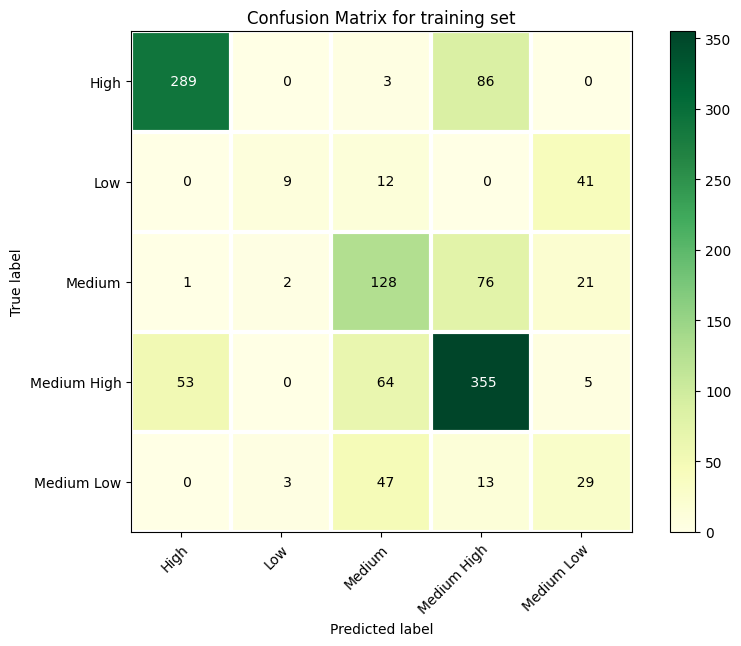 Confusion Matrix for training set
True label
High 289 0 3 86 0
Low 0 9 12 0 41
Medium 1 2 128 76 21
Medium High 53 0 64 355 5
Medium Low 0 3 47 13 29
High Low Medium Medium High Medium Low
Predicted label
350
300
250
200
150
100
50
0